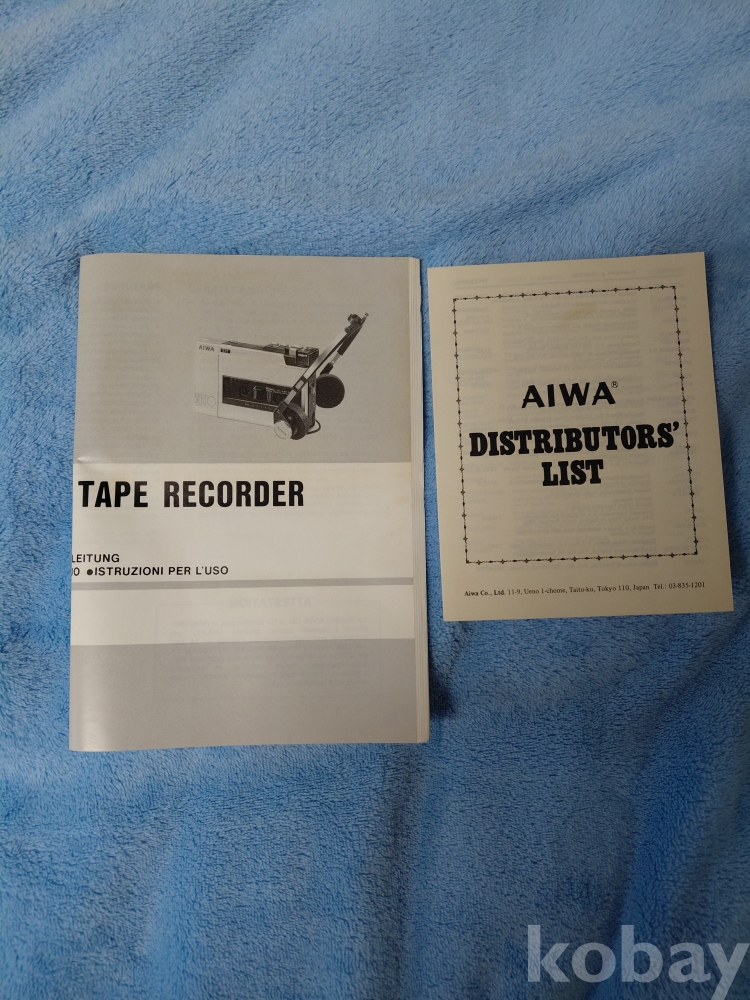 AIWA
TAPE RECORDER
LEITUNG
IO ●ISTRUZIONI PER L'USO
AIWA®
DISTRIBUTORS'
LIST
Aiwa Co., Ltd. 11-9, Ueno 1-chome, Taito-ku, Tokyo 110, Japan Tel.: 03-835-1201
kobay